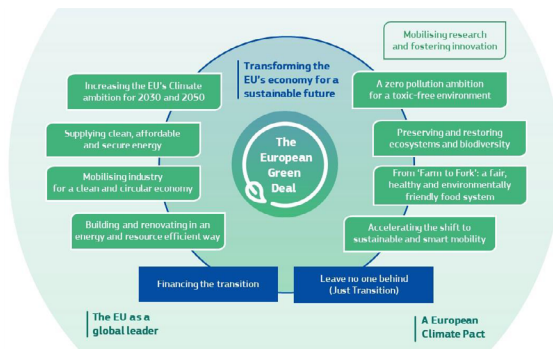 Mobilising research
and fostering innovation
Transforming the
EU's economy for a
sustainable future
Increasing the EU's Climate
ambition for 2030 and 2050
A zero pollution ambition
for a toxic-free environment
Supplying clean, affordable
and secure energy
Preserving and restoring
ecosystems and biodiversity
The
European
Green
Deal
Mobilising industry
for a clean and circular economy
From 'Farm to Fork': a fair,
healthy and environmentally
friendly food system
Building and renovating in an
energy and resource efficient way
Accelerating the shift to
sustainable and smart mobility
Financing the transition
Leave no one behind
(Just Transition)
The EU as a
global leader
A European
Climate Pact